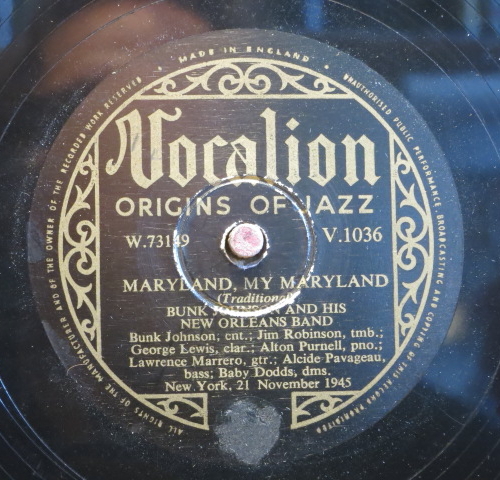 MADE IN ENGLAND
ALL RIGHTS OF THE MANUFACTURER AND OF THE OWNER OF THE RECORDED WORK RESERVED
UNAUTHORISED PUBLIC PERFORMANCE, BROADCASTING AND COPYING OF THIS RECORD PROHIBITED
Vocalion
ORIGINS OF JAZZ
W.73149 V.1036
MARYLAND, MY MARYLAND
(Traditional)
BUNK JOHNSON AND HIS
NEW ORLEANS BAND
Bunk Johnson, cnt.; Jim Robinson, tmb.;
George Lewis, clar.; Alton Purnell, pno.;
Lawrence Marrero, gtr.; Alcide Pavageau,
bass; Baby Dodds, dms.
New York, 21 November 1945